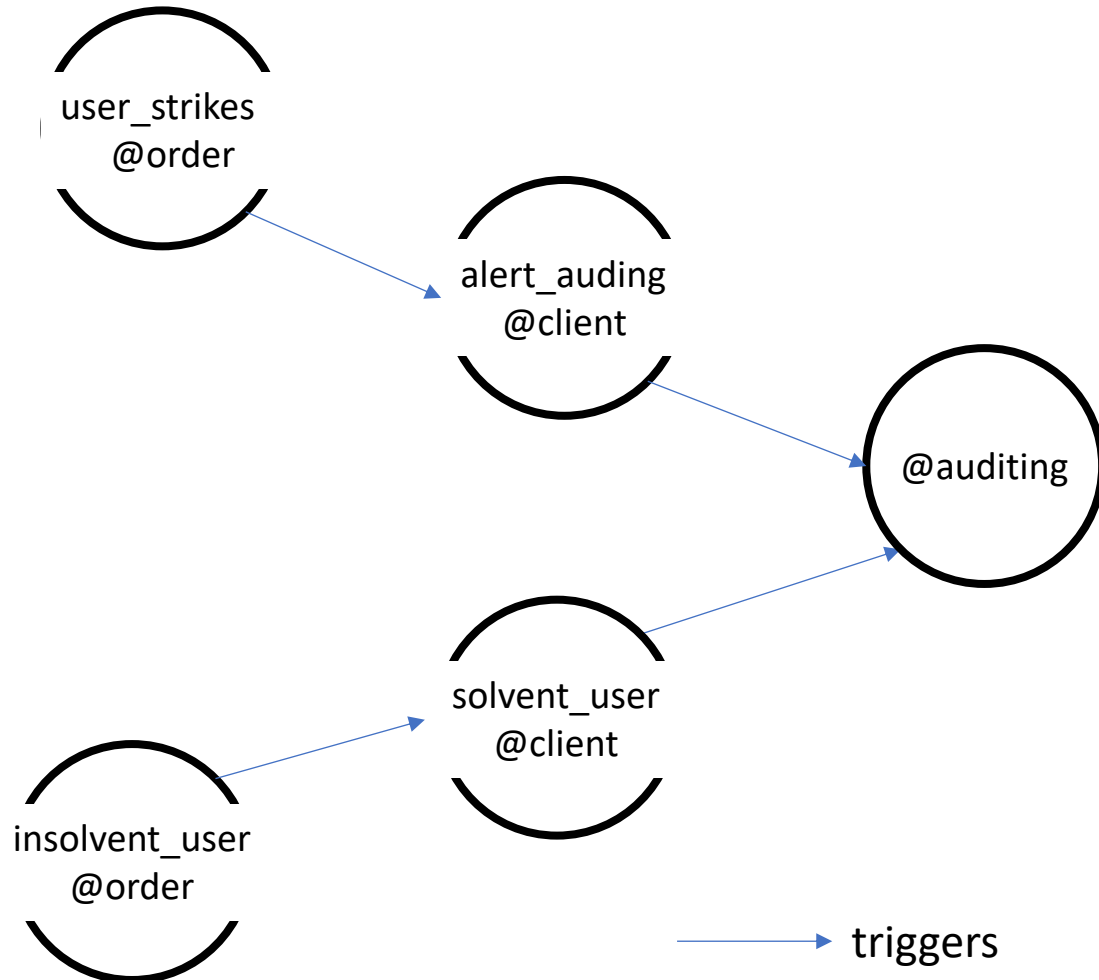 user_strikes
@order
alert_auding
@client
@auditing
solvent_user
@client
insolvent_user
@order
triggers